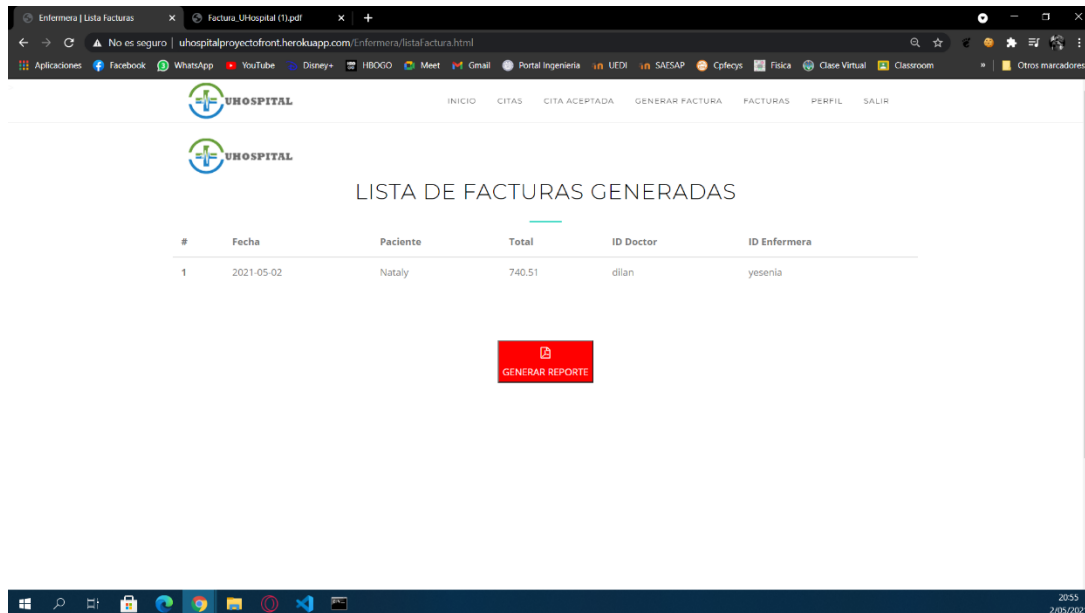 Enfermera | Lista Facturas Factura_UHospital (1).pdf
No es seguro | uhospitalproyectofront.herokuapp.com/Enfermera/listaFactura.html
Aplicaciones Facebook WhatsApp YouTube Disney+ HBOGO Meet Gmail Portal Ingenieria UEDI SAESAP Cpfecys Fisica Clase Virtual Classroom » Otros marcadores
UHOSPITAL INICIO CITAS CITA ACEPTADA GENERAR FACTURA FACTURAS PERFIL SALIR
UHOSPITAL
LISTA DE FACTURAS GENERADAS
# Fecha Paciente Total ID Doctor ID Enfermera
1 2021-05-02 Nataly 740.51 dilan yesenia
GENERAR REPORTE
20:55
2/05/202